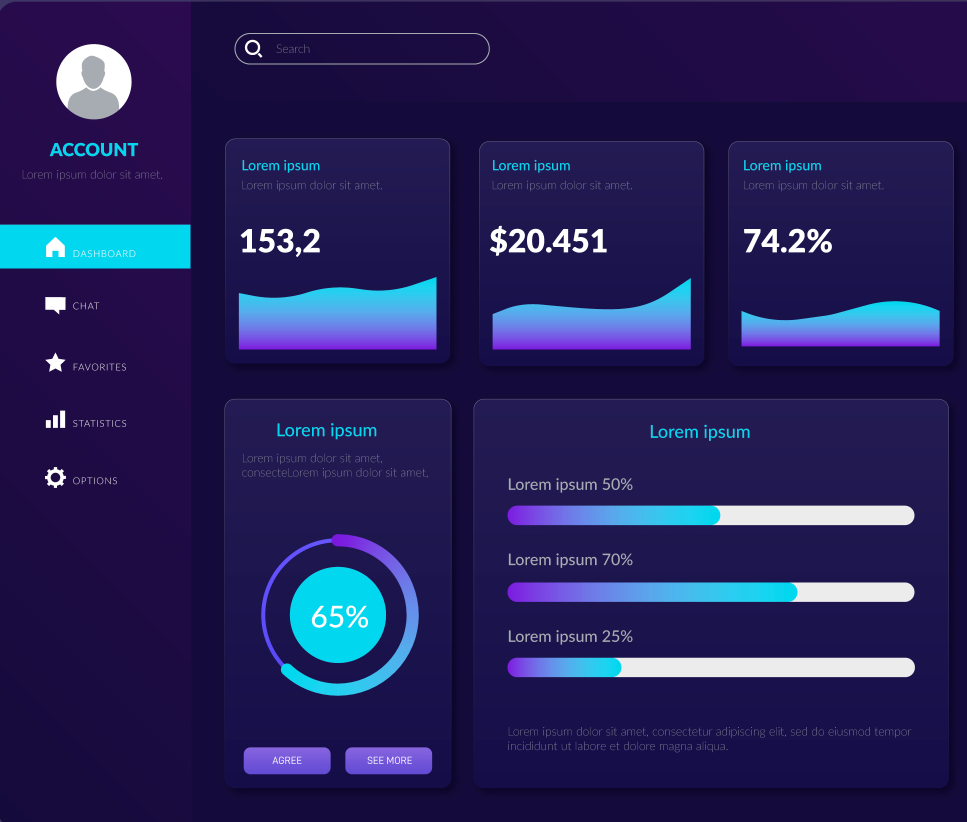 Search
ACCOUNT
Lorem ipsum dolor sit amet,
DASHBOARD
CHAT
FAVORITES
STATISTICS
OPTIONS
Lorem ipsum
Lorem ipsum dolor sit amet,
153,2
Lorem ipsum
Lorem ipsum dolor sit amet,
$20.451
Lorem ipsum
Lorem ipsum dolor sit amet,
74.2%
Lorem ipsum
Lorem ipsum dolor sit amet,
consecteLorem ipsum dolor sit amet,
65%
AGREE
SEE MORE
Lorem ipsum
Lorem ipsum 50%
Lorem ipsum 70%
Lorem ipsum 25%
Lorem ipsum dolor sit amet, consectetur adipiscing elit, sed do eiusmod tempor
incididunt ut labore et dolore magna aliqua.